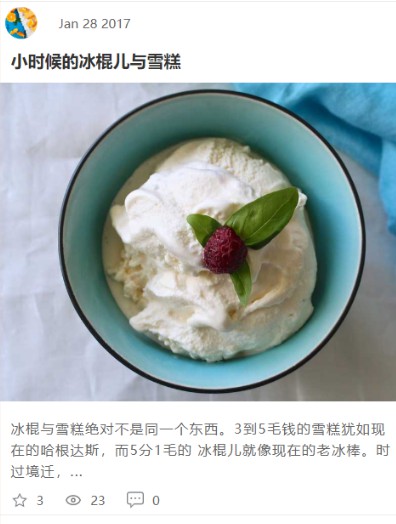 Jan 28 2017
小时候的冰棍儿与雪糕
冰棍与雪糕绝对不是同一个东西。3到5毛钱的雪糕犹如现
在的哈根达斯，而5分1毛的 冰棍儿就像现在的老冰棒。时
过境迁，...
3 23 0